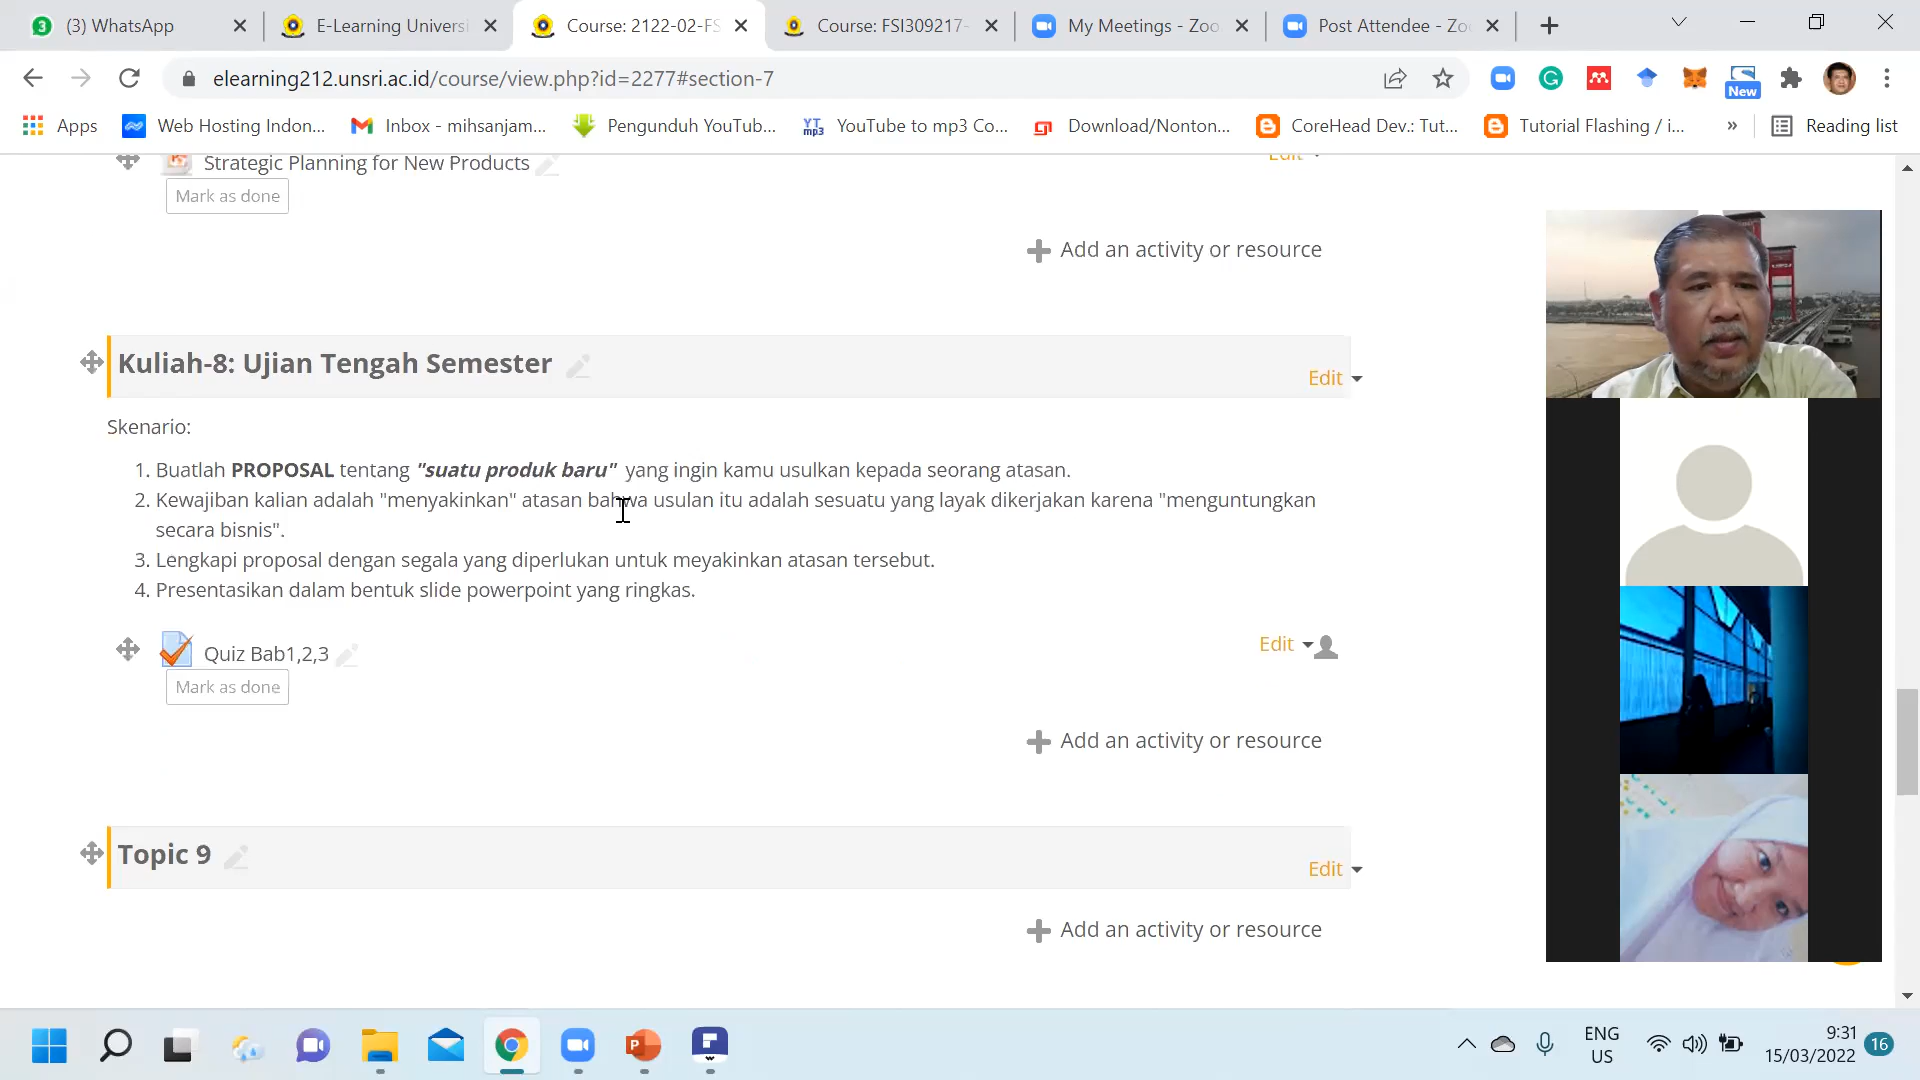 (3) WhatsApp
E-Learning Universi
Course: 2122-02-FS
Course: FSI309217-
My Meetings - Zoo
Post Attendee - Zo
elearning212.unsri.ac.id/course/view.php?id=2277#section-7
New
Apps
Web Hosting Indon...
Inbox - mihsanjam...
Pengunduh YouTub...
YT mp3
YouTube to mp3 Co...
Download/Nonton...
CoreHead Dev.: Tut...
Tutorial Flashing / i...
»
Reading list
Strategic Planning for New Products
Edit
Mark as done
Add an activity or resource
Kuliah-8: Ujian Tengah Semester
Edit
Skenario:
1. Buatlah PROPOSAL tentang "suatu produk baru" yang ingin kamu usulkan kepada seorang atasan.
2. Kewajiban kalian adalah "menyakinkan" atasan bahwa usulan itu adalah sesuatu yang layak dikerjakan karena "menguntungkan
secara bisnis".
3. Lengkapi proposal dengan segala yang diperlukan untuk meyakinkan atasan tersebut.
4. Presentasikan dalam bentuk slide powerpoint yang ringkas.
Quiz Bab1,2,3
Edit
Mark as done
Add an activity or resource
Topic 9
Edit
Add an activity or resource
ENG
US
9:31
15/03/2022
16